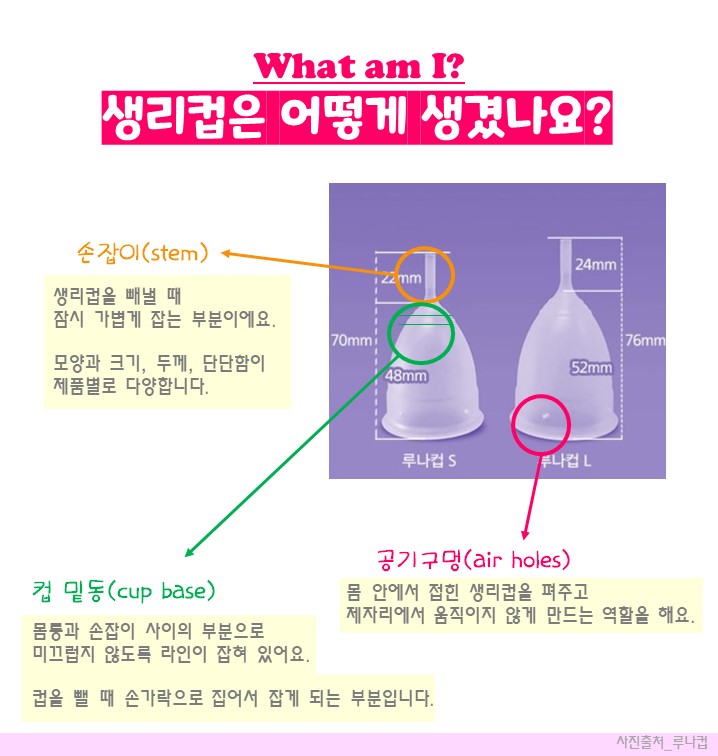 What am I?
생리컵은 어떻게 생겼나요?
손잡이(stem)
생리컵을 빼낼 때
잠시 가볍게 잡는 부분이에요.
모양과 크기, 두께, 단단함이
제품별로 다양합니다.
22mm
70mm
48mm
루나컵 S
24mm
76mm
52mm
루나컵 L
공기구멍(air holes)
몸 안에서 접힌 생리컵을 펴주고
제자리에서 움직이지 않게 만드는 역할을 해요.
컵 밑동(cup base)
몸통과 손잡이 사이의 부분으로
미끄럽지 않도록 라인이 잡혀 있어요.
컵을 뺄 때 손가락으로 집어서 잡게 되는 부분입니다.
사진출처_루나컵